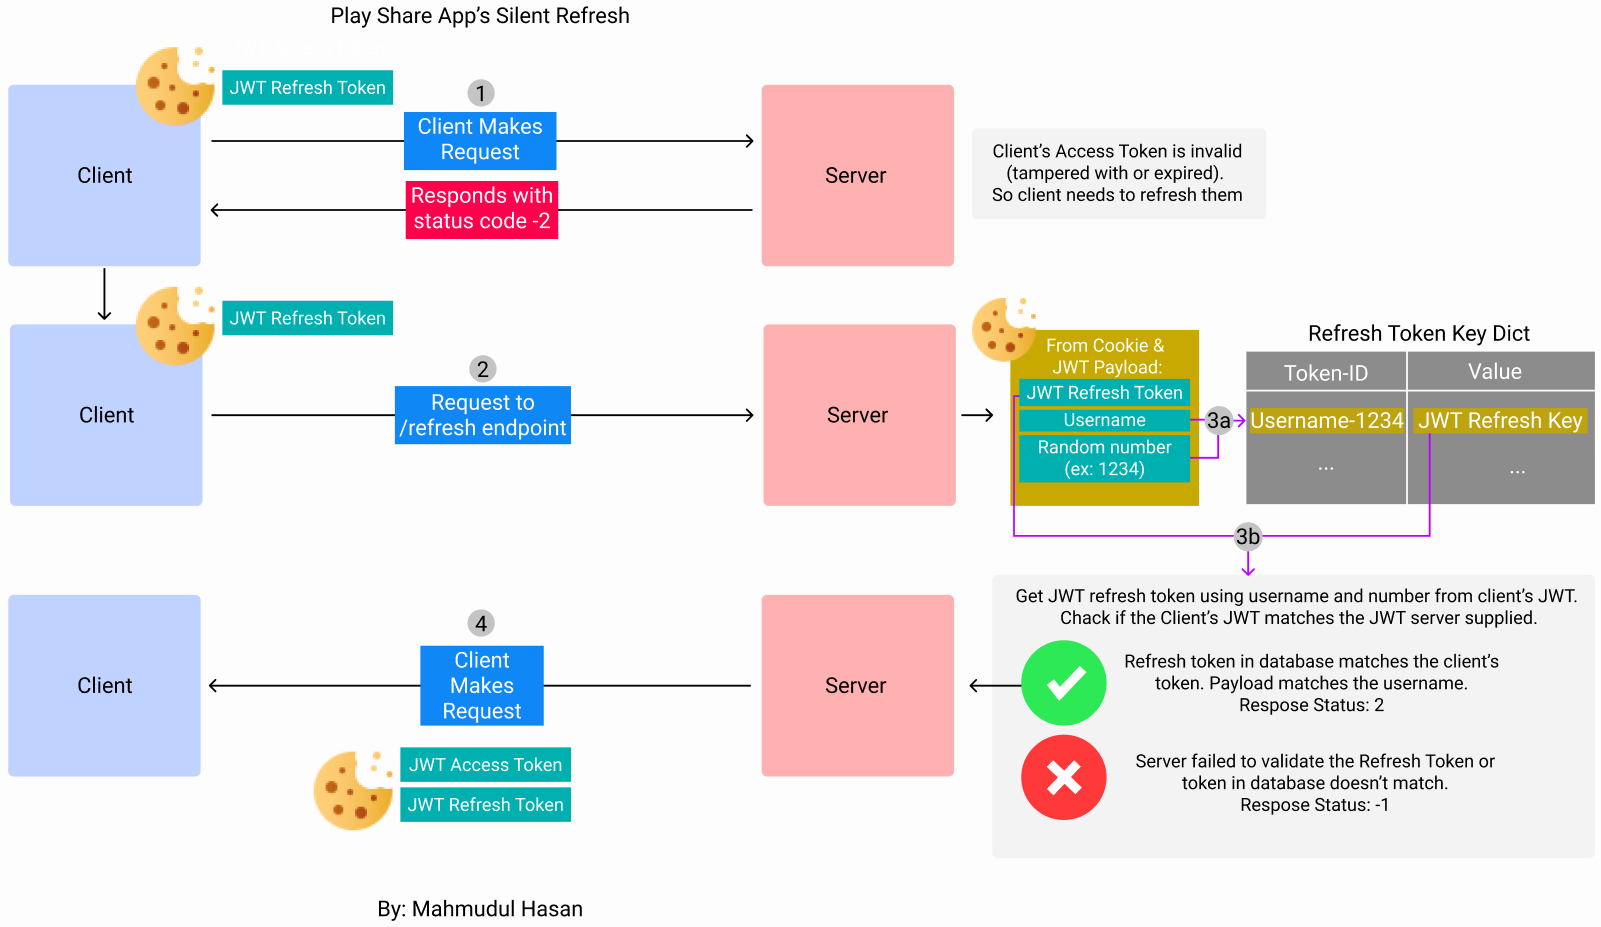 Play Share App's Silent Refresh
JWT Refresh Token
1
Client
Client Makes
Request
Responds with
status code -2
Server
Client's Access Token is invalid
(tampered with or expired).
So client needs to refresh them
JWT Refresh Token
2
Client
Request to
/refresh endpoint
Server
From Cookie &
JWT Payload:
JWT Refresh Token
Username
Random number
(ex: 1234)
3a
Refresh Token Key Dict
Token-ID
Value
Username-1234
JWT Refresh Key
...
...
3b
Get JWT refresh token using username and number from client's JWT.
Chack if the Client's JWT matches the JWT server supplied.
Refresh token in database matches the client's
token. Payload matches the username.
Respose Status: 2
Server failed to validate the Refresh Token or
token in database doesn't match.
Respose Status: -1
4
Client
Client
Makes
Request
Server
JWT Access Token
JWT Refresh Token
By: Mahmudul Hasan